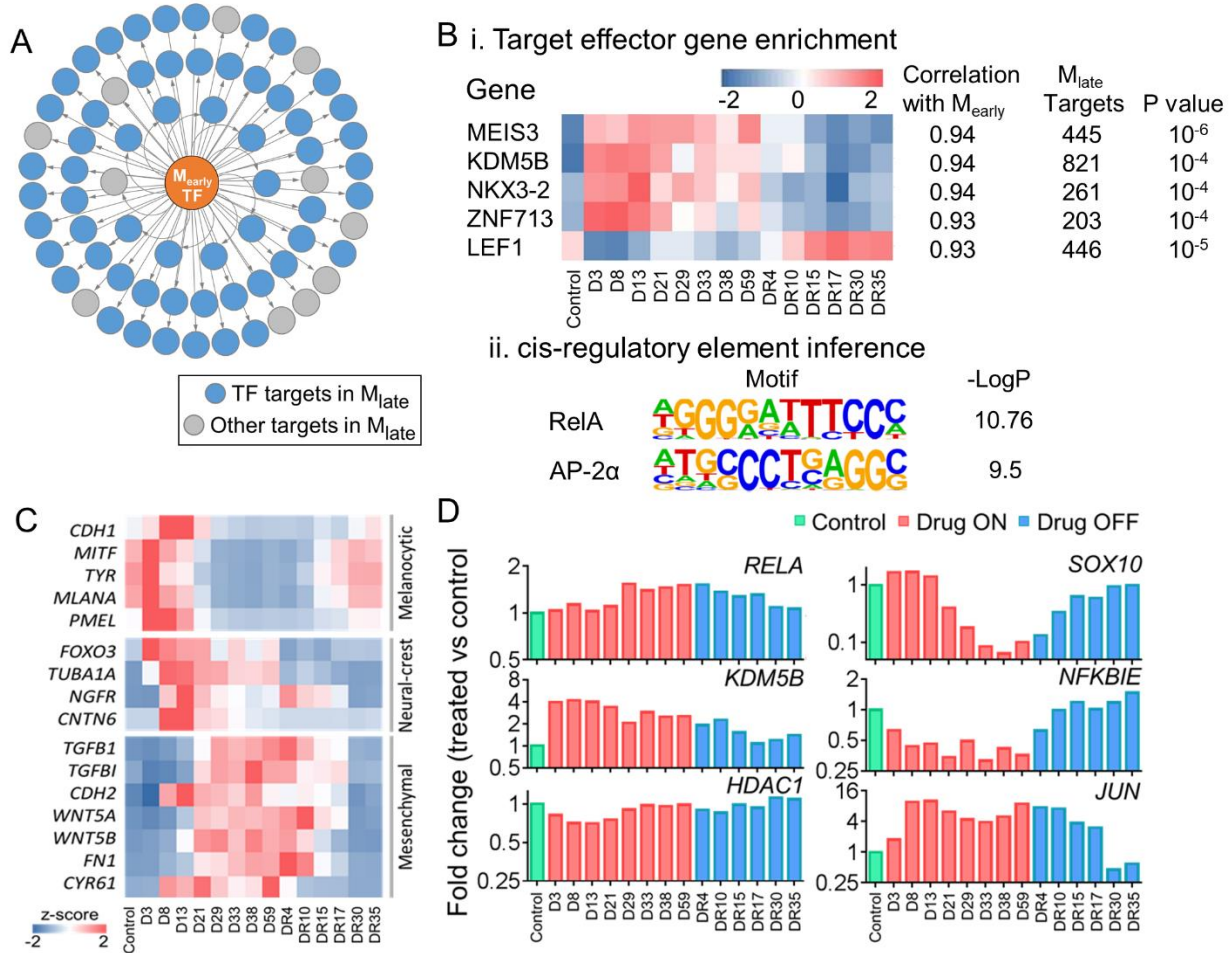 A
M_early
TF
TF targets in M_late
Other targets in M_late
B i. Target effector gene enrichment
Gene
-2 0 2
Correlation with M_early
M_late Targets
P value
MEIS3 0.94 445 10^-6
KDM5B 0.94 821 10^-4
NKX3-2 0.94 261 10^-4
ZNF713 0.93 203 10^-4
LEF1 0.93 446 10^-5
Control D3 D8 D13 D21 D29 D33 D38 D59 DR4 DR10 DR15 DR17 DR30 DR35
ii. cis-regulatory element inference
Motif -LogP
RelA 10.76
AP-2α 9.5
C
CDH1
MITF
TYR
MLANA
PMEL
Melanocytic
FOXO3
TUBA1A
NGFR
CNTN6
Neural-crest
TGFB1
TGFBI
CDH2
WNT5A
WNT5B
FN1
CYR61
Mesenchymal
z-score
-2 2
Control D3 D8 D13 D21 D29 D33 D38 D59 DR4 DR10 DR15 DR17 DR30 DR35
D
Control Drug ON Drug OFF
Fold change (treated vs control)
RELA
2
1
0.5
SOX10
1
0.1
KDM5B
8
4
2
1
NFKBIE
2
1
0.5
0.25
HDAC1
1
0.5
0.25
JUN
16
4
1
0.25
Control D3 D8 D13 D21 D29 D33 D38 D59 DR4 DR10 DR15 DR17 DR30 DR35
Control D3 D8 D13 D21 D29 D33 D38 D59 DR4 DR10 DR15 DR17 DR30 DR35